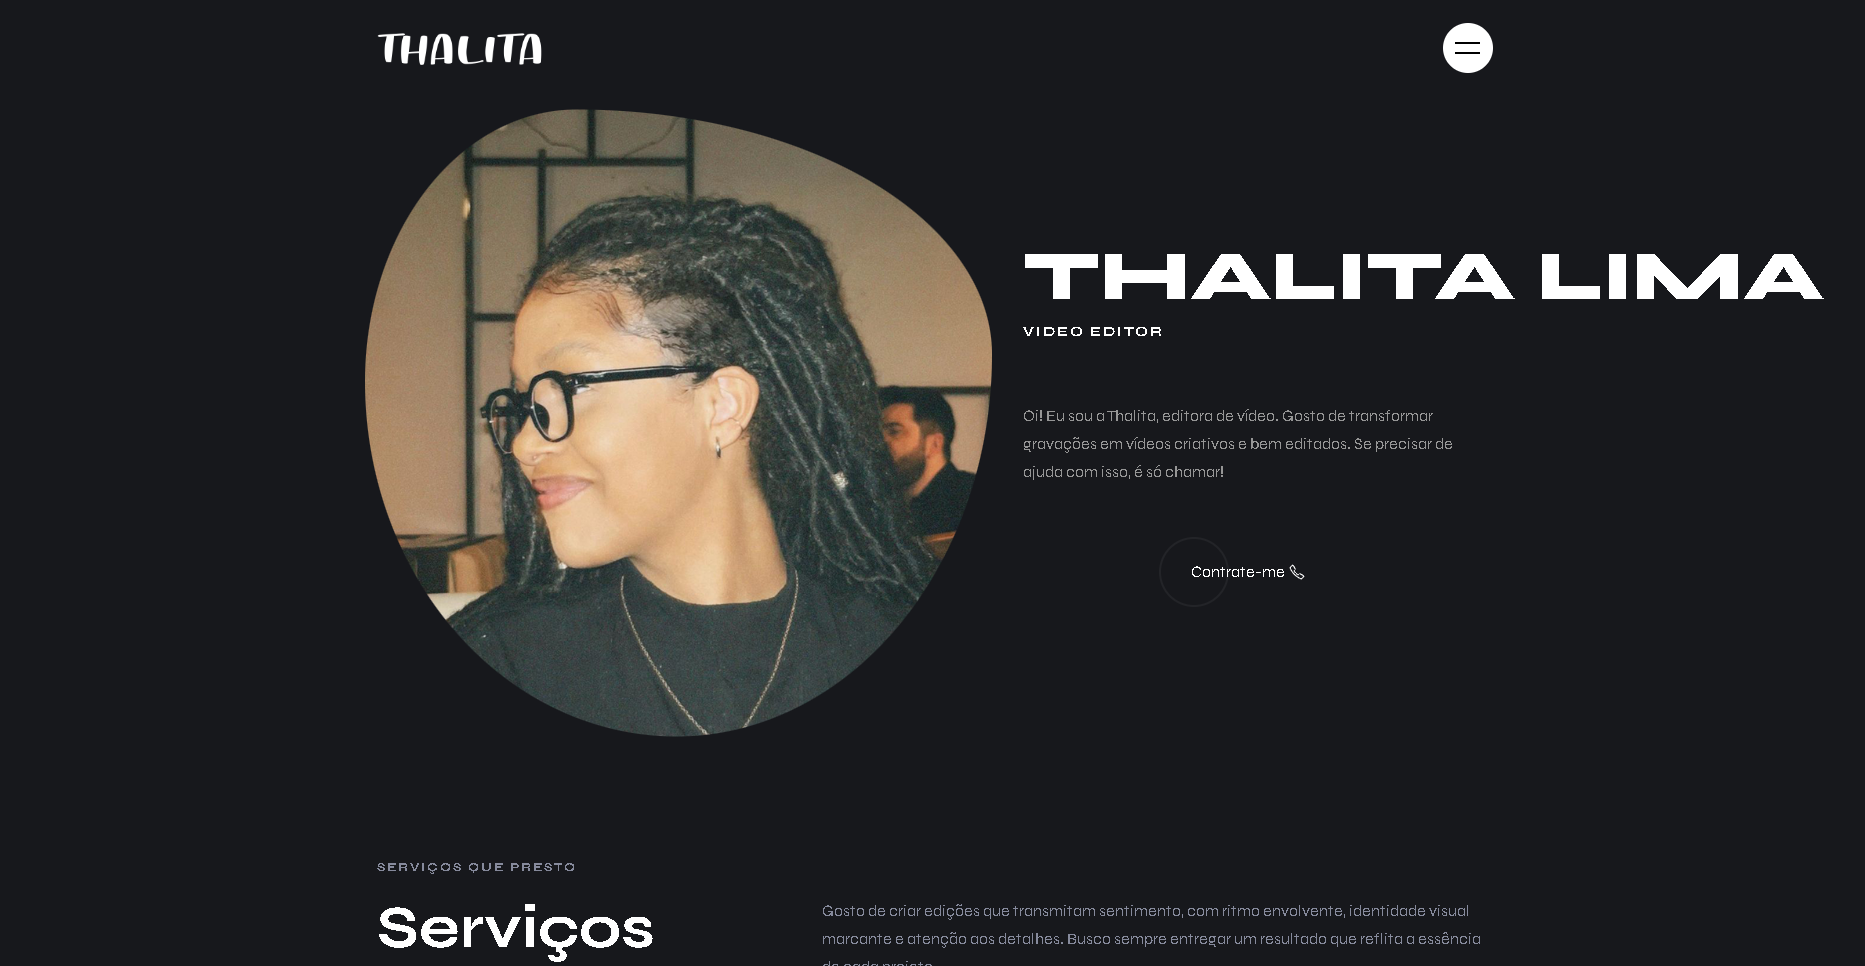 THALITA
THALITA LIMA
VIDEO EDITOR
Oi! Eu sou a Thalita, editora de vídeo. Gosto de transformar
gravações em vídeos criativos e bem editados. Se precisar de
ajuda com isso, é só chamar!
Contrate-me
SERVIÇOS QUE PRESTO
Serviços
Gosto de criar edições que transmitam sentimento, com ritmo envolvente, identidade visual
marcante e atenção aos detalhes. Busco sempre entregar um resultado que reflita a essência
de cada projeto.